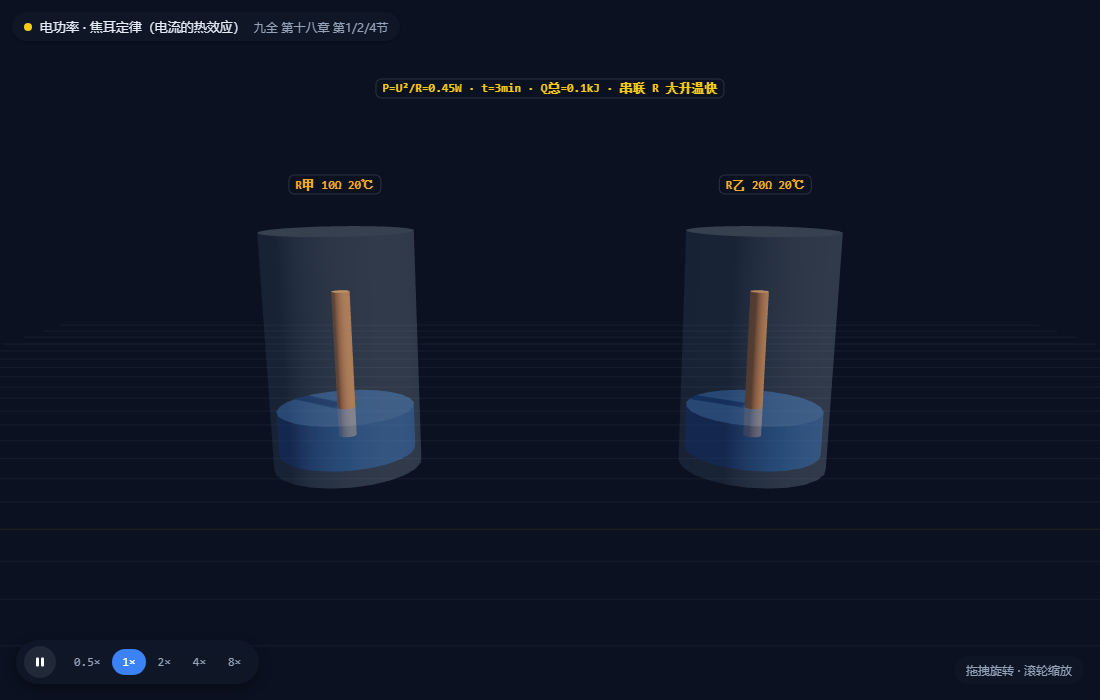 电功率 · 焦耳定律（电流的热效应） 九全 第十八章 第1/2/4节
P=U²/R=0.45W · t=3min · Q总=0.1kJ · 串联 R 大升温快
R甲 10Ω 20℃
R乙 20Ω 20℃
0.5× 1× 2× 4× 8×
拖拽旋转 · 滚轮缩放